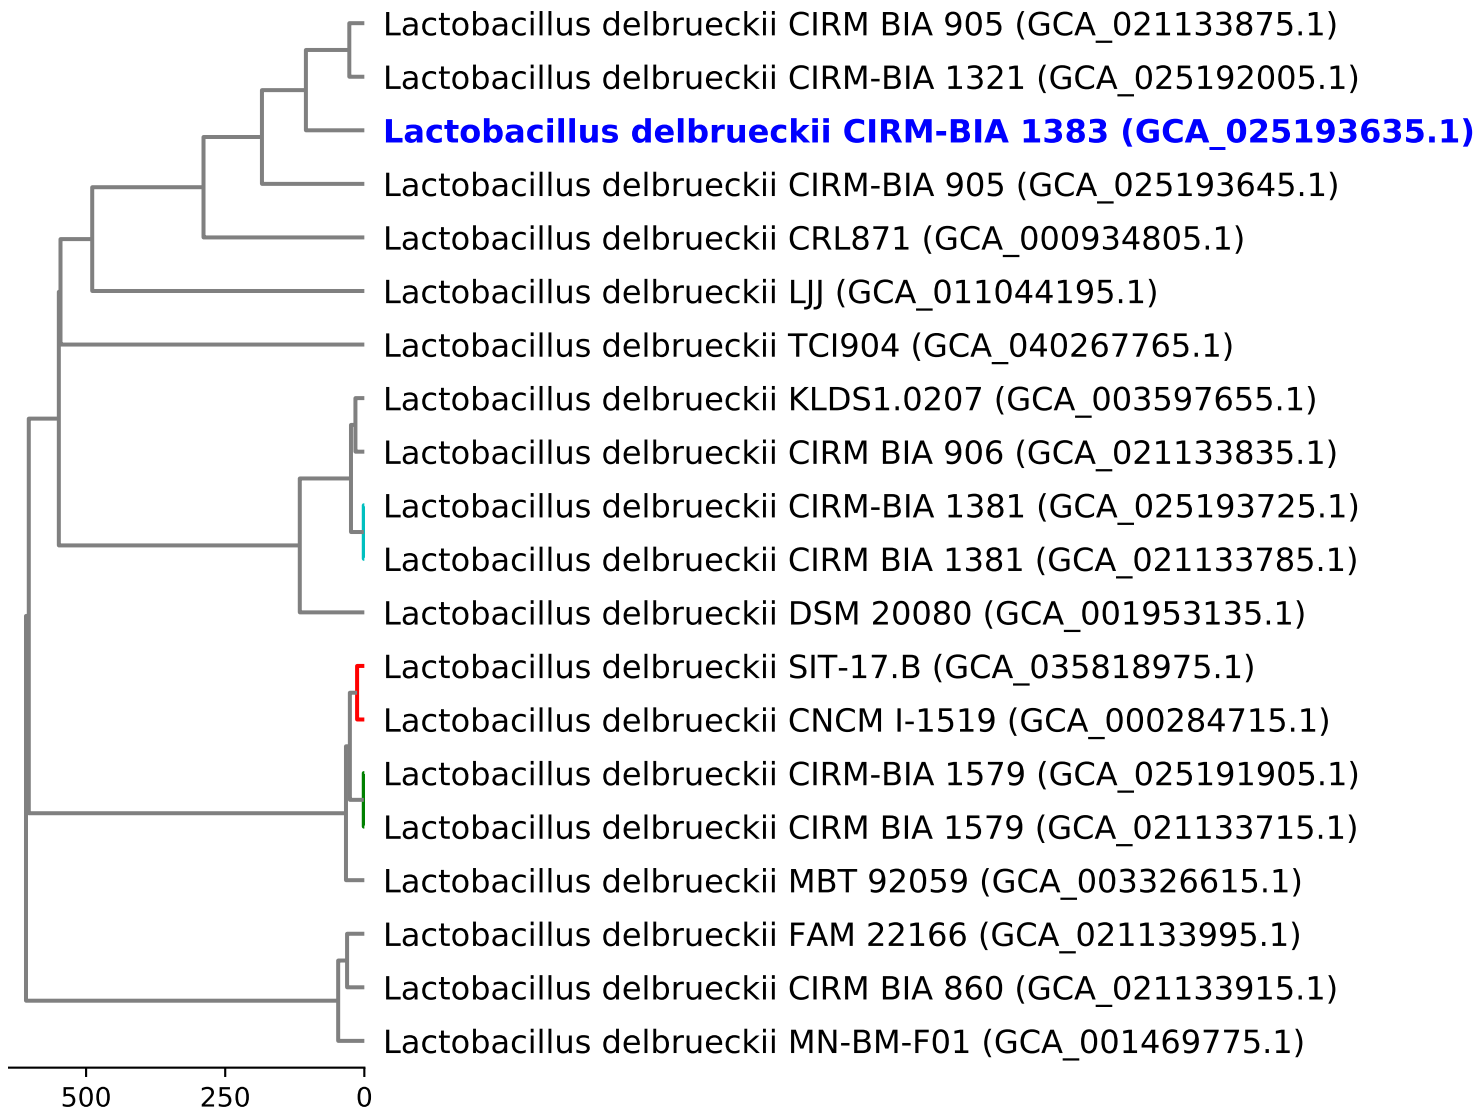 Lactobacillus delbrueckii CIRM BIA 905 (GCA_021133875.1)
Lactobacillus delbrueckii CIRM-BIA 1321 (GCA_025192005.1)
Lactobacillus delbrueckii CIRM-BIA 1383 (GCA_025193635.1)
Lactobacillus delbrueckii CIRM-BIA 905 (GCA_025193645.1)
Lactobacillus delbrueckii CRL871 (GCA_000934805.1)
Lactobacillus delbrueckii LJJ (GCA_011044195.1)
Lactobacillus delbrueckii TCI904 (GCA_040267765.1)
Lactobacillus delbrueckii KLDS1.0207 (GCA_003597655.1)
Lactobacillus delbrueckii CIRM BIA 906 (GCA_021133835.1)
Lactobacillus delbrueckii CIRM-BIA 1381 (GCA_025193725.1)
Lactobacillus delbrueckii CIRM BIA 1381 (GCA_021133785.1)
Lactobacillus delbrueckii DSM 20080 (GCA_001953135.1)
Lactobacillus delbrueckii SIT-17.B (GCA_035818975.1)
Lactobacillus delbrueckii CNCM I-1519 (GCA_000284715.1)
Lactobacillus delbrueckii CIRM-BIA 1579 (GCA_025191905.1)
Lactobacillus delbrueckii CIRM BIA 1579 (GCA_021133715.1)
Lactobacillus delbrueckii MBT 92059 (GCA_003326615.1)
Lactobacillus delbrueckii FAM 22166 (GCA_021133995.1)
Lactobacillus delbrueckii CIRM BIA 860 (GCA_021133915.1)
Lactobacillus delbrueckii MN-BM-F01 (GCA_001469775.1)
500 250 0